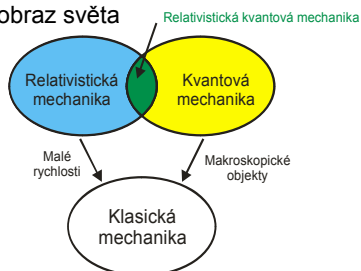 obraz světa
Relativistická kvantová mechanika
Relativistická
mechanika
Kvantová
mechanika
Malé
rychlosti
Makroskopické
objekty
Klasická
mechanika